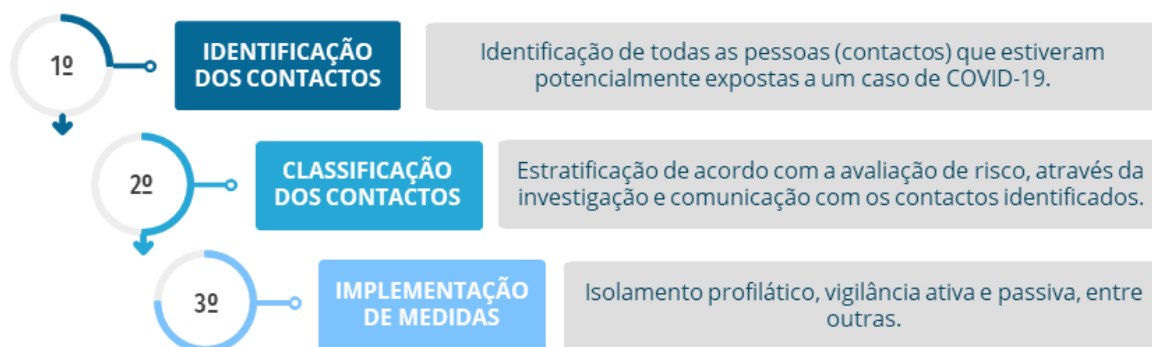 1º
IDENTIFICAÇÃO
DOS CONTACTOS
Identificação de todas as pessoas (contactos) que estiveram
potencialmente expostas a um caso de COVID-19.
2º
CLASSIFICAÇÃO
DOS CONTACTOS
Estratificação de acordo com a avaliação de risco, através da
investigação e comunicação com os contactos identificados.
3º
IMPLEMENTAÇÃO
DE MEDIDAS
Isolamento profilático, vigilância ativa e passiva, entre
outras.